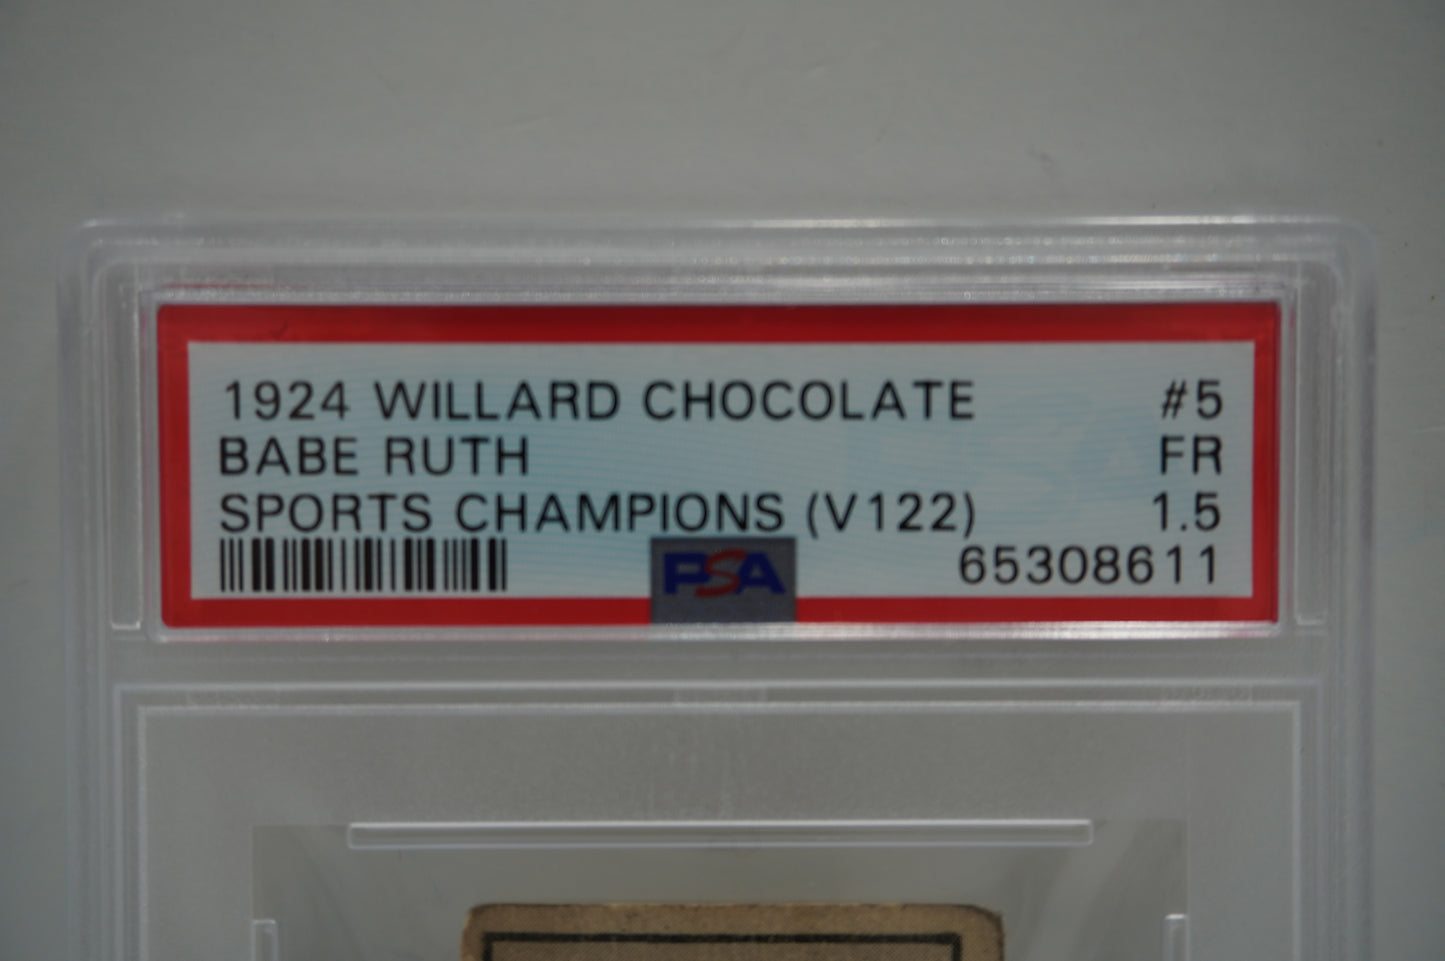 1924 WILLARD CHOCOLATE #5
BABE RUTH FR
SPORTS CHAMPIONS (V122) 1.5
PSA 65308611